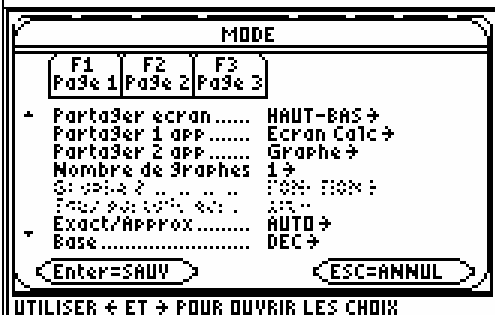 MODE
F1 F2 F3
Page 1 Page 2 Page 3
Partager ecran...... HAUT-BAS→
Partager 1 app....... Ecran Calc→
Partager 2 app....... Graphe→
Nombre de graphes 1→
Graphe 2
Exact/Approx........ AUTO→
Base...................... DEC→
Enter=SAUV ESC=ANNUL
UTILISER ← ET → POUR OUVRIR LES CHOIX